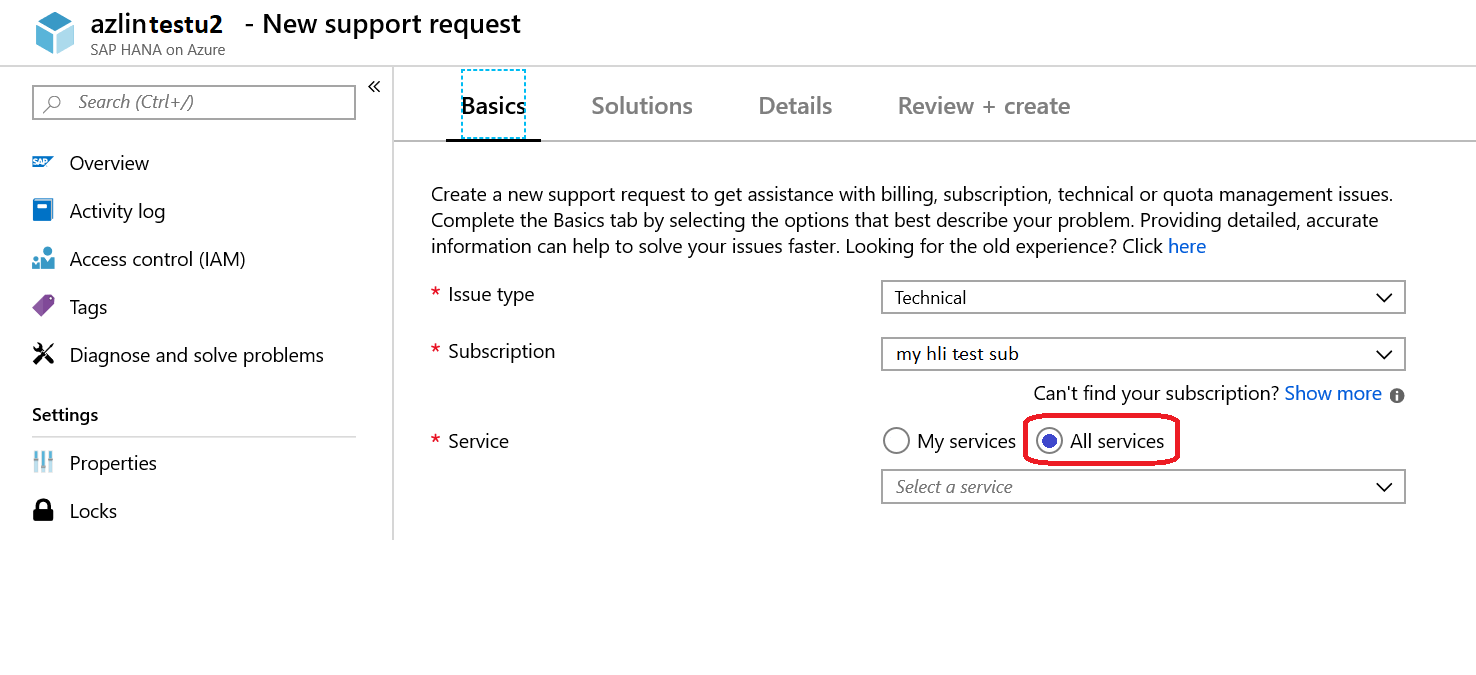 azlintestu2 - New support request
SAP HANA on Azure
Search (Ctrl+/)
«
Basics Solutions Details Review + create
SAP Overview
Activity log
Access control (IAM)
Tags
Diagnose and solve problems
Settings
Properties
Locks
Create a new support request to get assistance with billing, subscription, technical or quota management issues.
Complete the Basics tab by selecting the options that best describe your problem. Providing detailed, accurate
information can help to solve your issues faster. Looking for the old experience? Click here
* Issue type
Technical
* Subscription
my hli test sub
Can't find your subscription? Show more
* Service
My services All services
Select a service